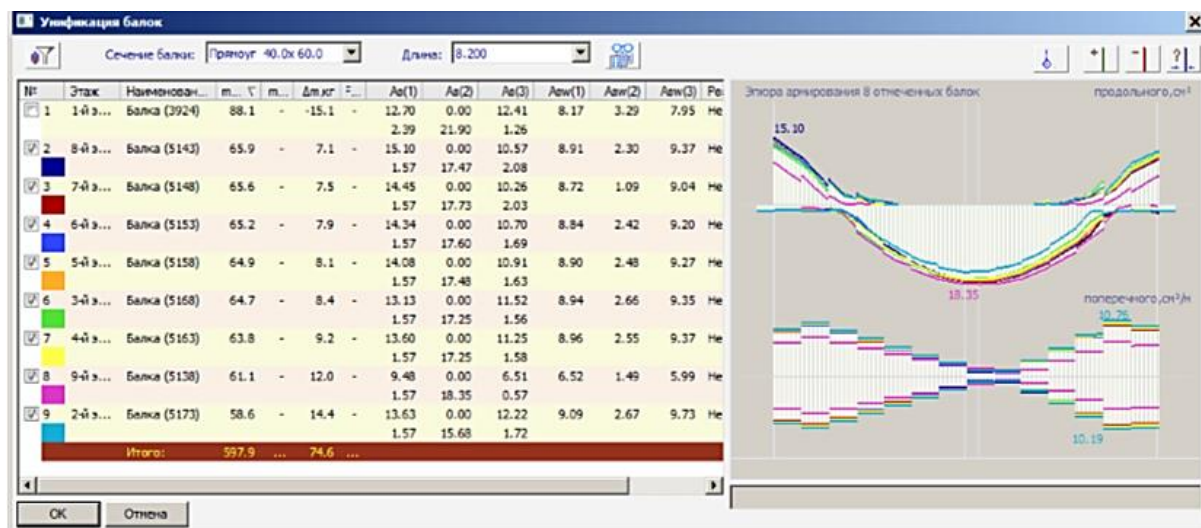 Унификация балок
Сечение балки: Прямоуг 40.0x 60.0 Длина: 8.200
№ Этаж Наименован... m... m... Δm,кг As(1) As(2) As(3) Asw(1) Asw(2) Asw(3)
1 1-й э... Балка (3924) 88.1 - -15.1 - 12.70 0.00 12.41 8.17 3.29 7.95 Не
2.39 21.90 1.26
2 8-й э... Балка (5143) 65.9 - 7.1 - 15.10 0.00 10.57 8.91 2.30 9.37 Не
1.57 17.47 2.08
3 7-й э... Балка (5148) 65.6 - 7.5 - 14.45 0.00 10.26 8.72 1.09 9.04 Не
1.57 17.73 2.03
4 6-й э... Балка (5153) 65.2 - 7.9 - 14.34 0.00 10.70 8.84 2.42 9.20 Не
1.57 17.60 1.69
5 5-й э... Балка (5158) 64.9 - 8.1 - 14.08 0.00 10.91 8.90 2.48 9.27 Не
1.57 17.48 1.63
6 3-й э... Балка (5168) 64.7 - 8.4 - 13.13 0.00 11.52 8.94 2.66 9.35 Не
1.57 17.25 1.56
7 4-й э... Балка (5163) 63.8 - 9.2 - 13.60 0.00 11.25 8.96 2.55 9.37 Не
1.57 17.25 1.58
8 9-й э... Балка (5138) 61.1 - 12.0 - 9.48 0.00 6.51 6.52 1.49 5.99 Не
1.57 18.35 0.57
9 2-й э... Балка (5173) 58.6 - 14.4 - 13.63 0.00 12.22 9.09 2.67 9.73 Не
1.57 15.68 1.72
Итого: 597.9 ... 74.6 ...
Эпюра армирования 8 отмеченных балок
продольного,см²
15.10
18.35
поперечного,см²/м
10.75
10.19
ОК Отмена